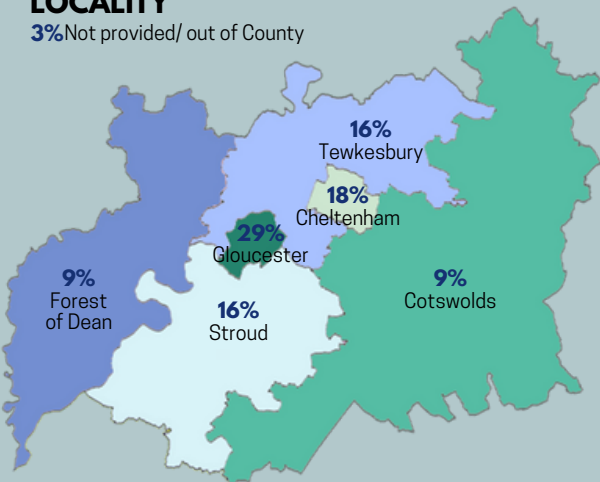 LOCALITY
3%Not provided/ out of County
16%
Tewkesbury
18%
Cheltenham
29%
Gloucester
9%
Forest
of Dean
16%
Stroud
9%
Cotswolds